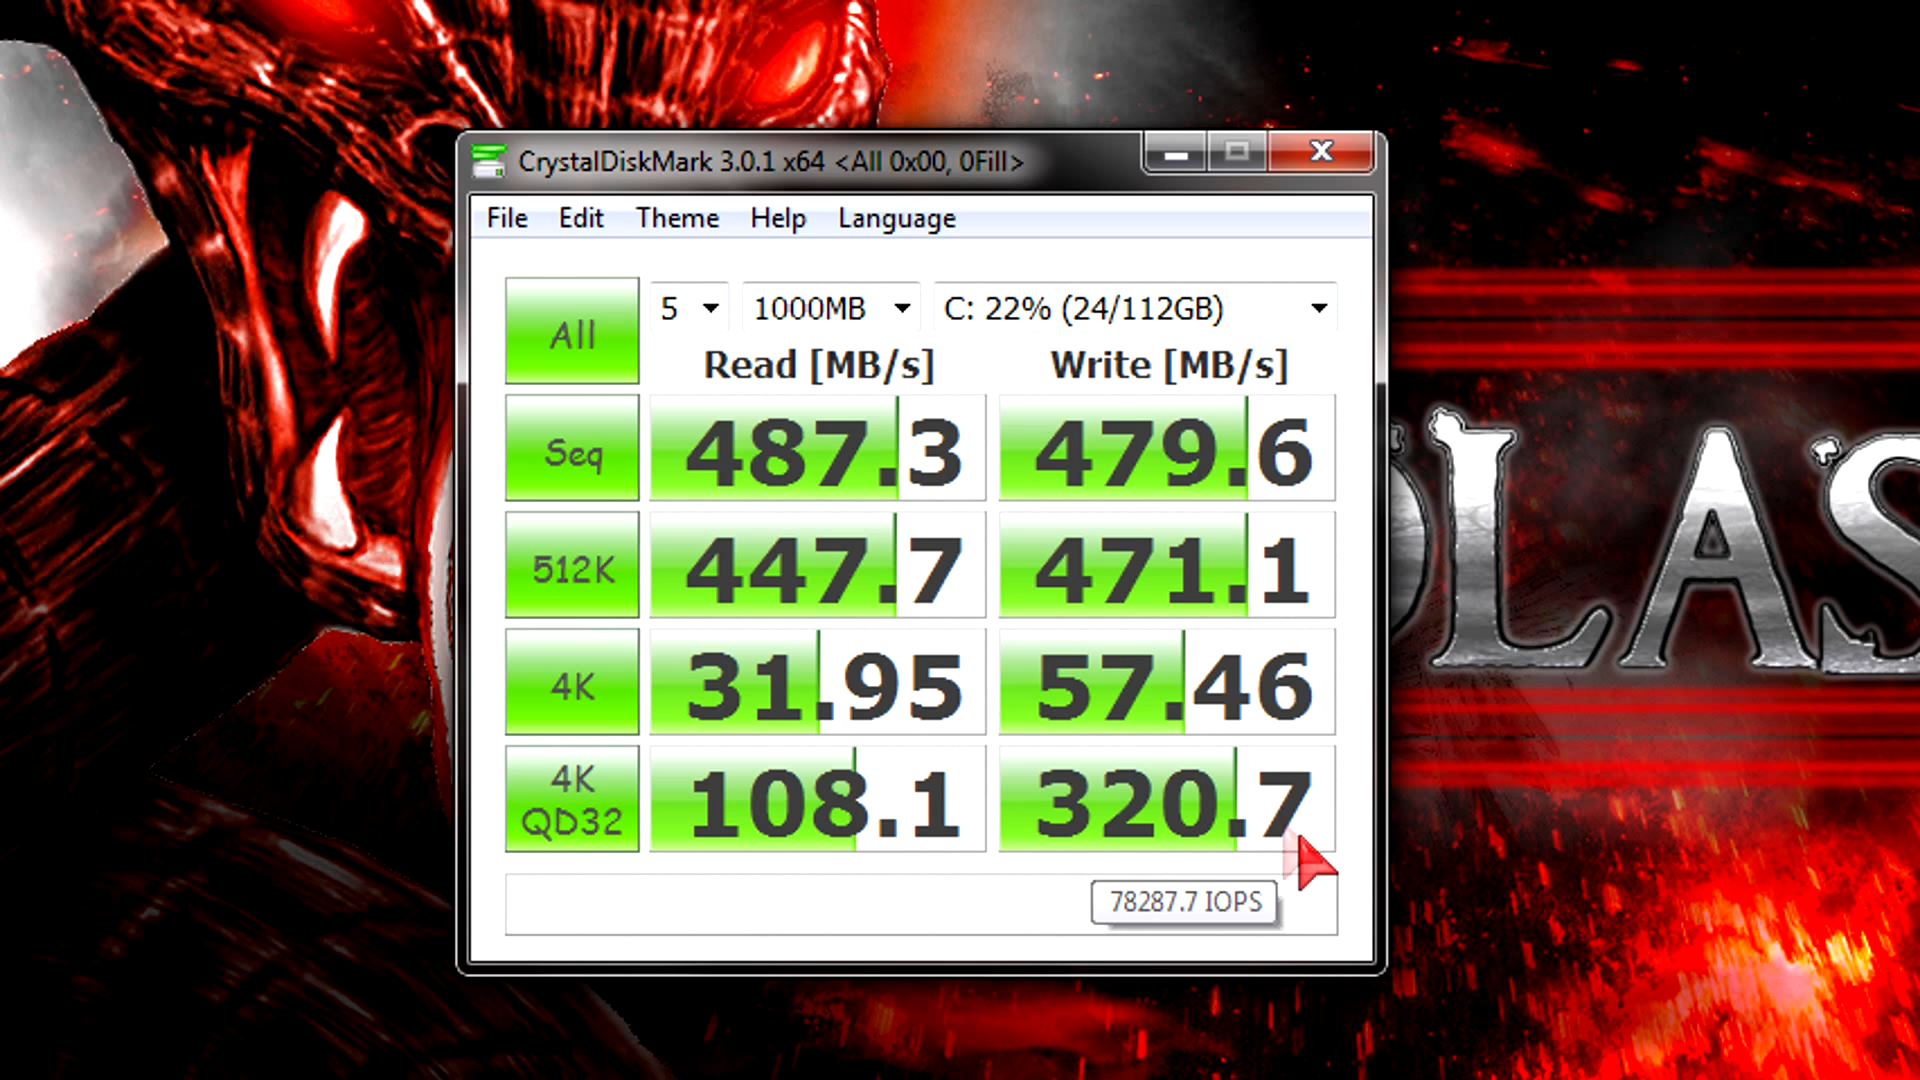 CrystalDiskMark 3.0.1 x64 <All 0x00, 0Fill>
File Edit Theme Help Language
All 5 1000MB C: 22% (24/112GB)
Read [MB/s] Write [MB/s]
Seq 487.3 479.6
512K 447.7 471.1
4K 31.95 57.46
4K
QD32 108.1 320.7
78287.7 IOPS
LAS